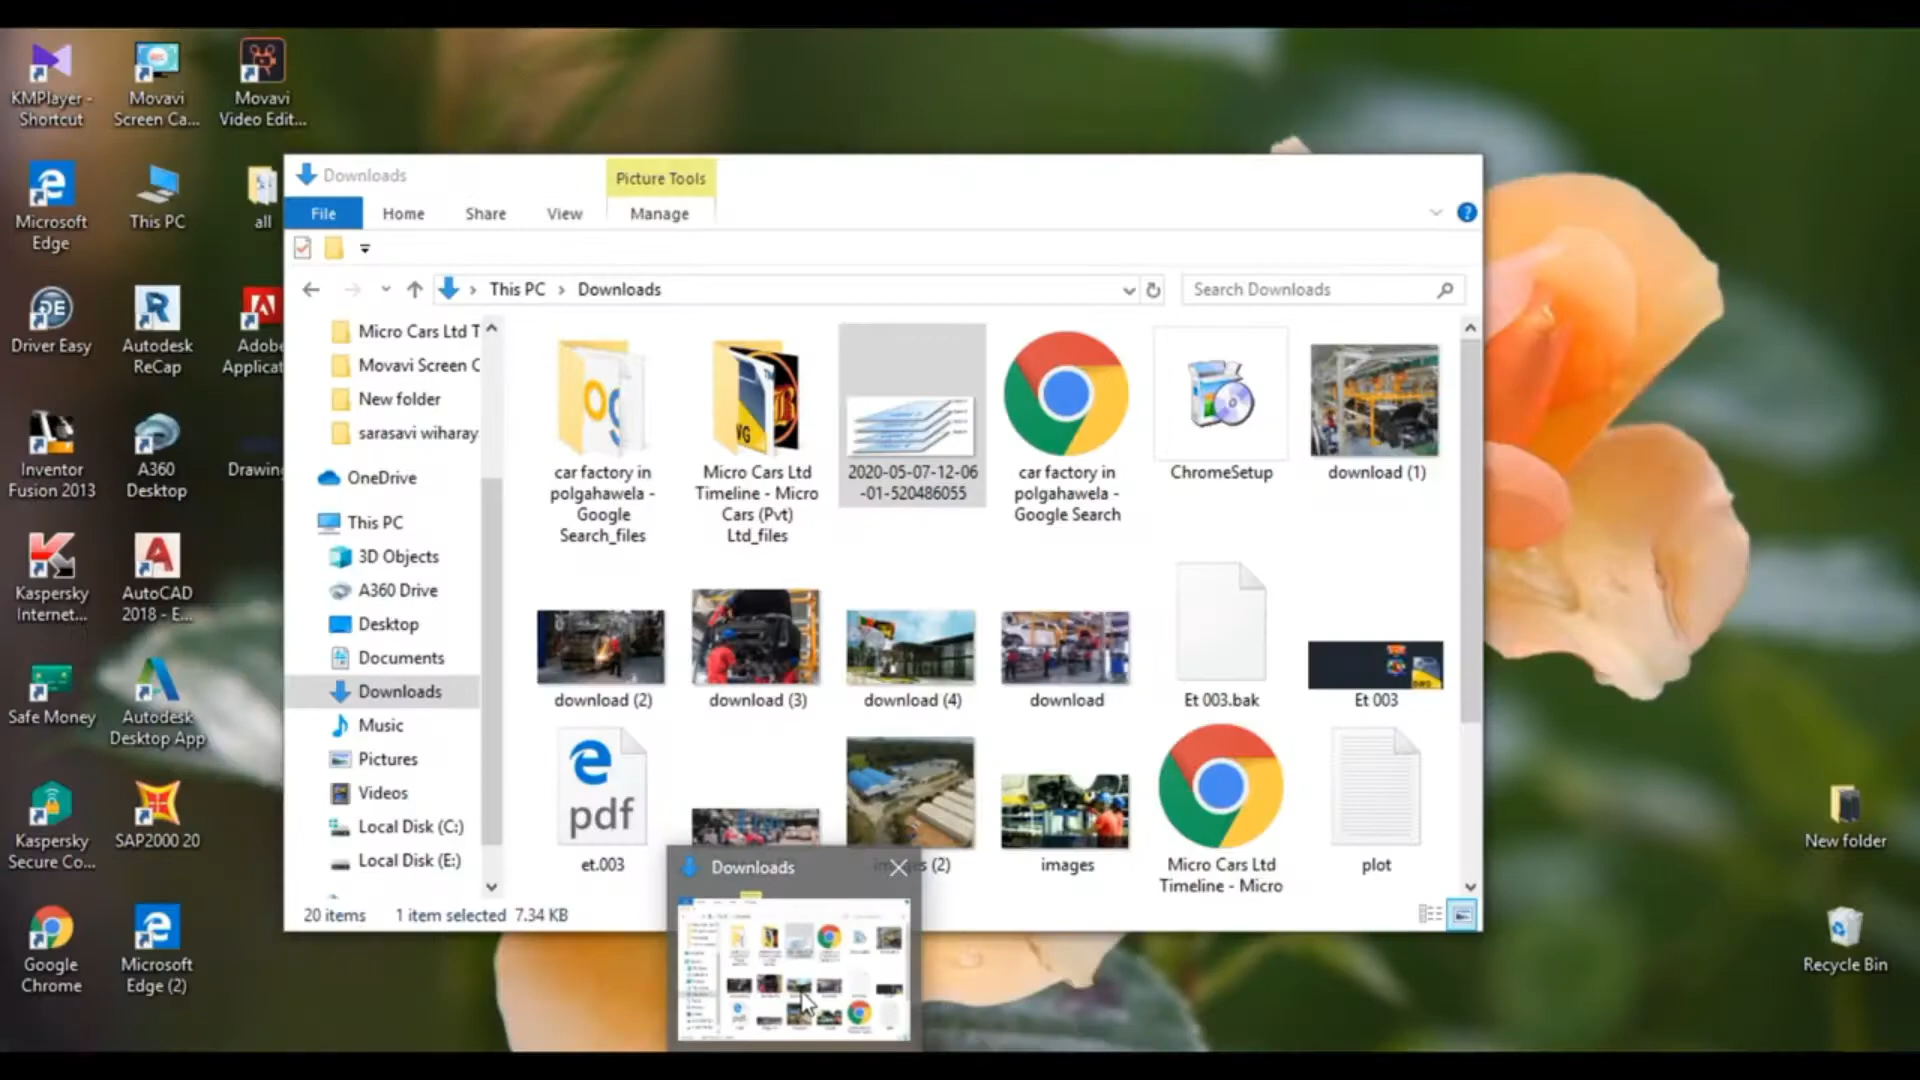 KMPlayer -
Shortcut
Movavi
Screen Ca...
Movavi
Video Edit...
Microsoft
Edge
This PC
all
Driver Easy
Autodesk
ReCap
Adobe
Applicat
Inventor
Fusion 2013
A360
Desktop
Drawing
Kaspersky
Internet...
AutoCAD
2018 - E...
Safe Money
Autodesk
Desktop App
Kaspersky
Secure Co...
SAP2000 20
Google
Chrome
Microsoft
Edge (2)
Downloads
Picture Tools
File
Home
Share
View
Manage
This PC
Downloads
Search Downloads
Micro Cars Ltd T
Movavi Screen C
New folder
sarasavi wiharay
OneDrive
This PC
3D Objects
A360 Drive
Desktop
Documents
Downloads
Music
Pictures
Videos
Local Disk (C:)
Local Disk (E:)
car factory in
polgahawela -
Google
Search_files
Micro Cars Ltd
Timeline - Micro
Cars (Pvt)
Ltd_files
2020-05-07-12-06
-01-520486055
car factory in
polgahawela -
Google Search
ChromeSetup
download (1)
download (2)
download (3)
download (4)
download
Et 003.bak
Et 003
pdf
et.003
(2)
images
Micro Cars Ltd
Timeline - Micro
plot
20 items
1 item selected 7.34 KB
Downloads
New folder
Recycle Bin